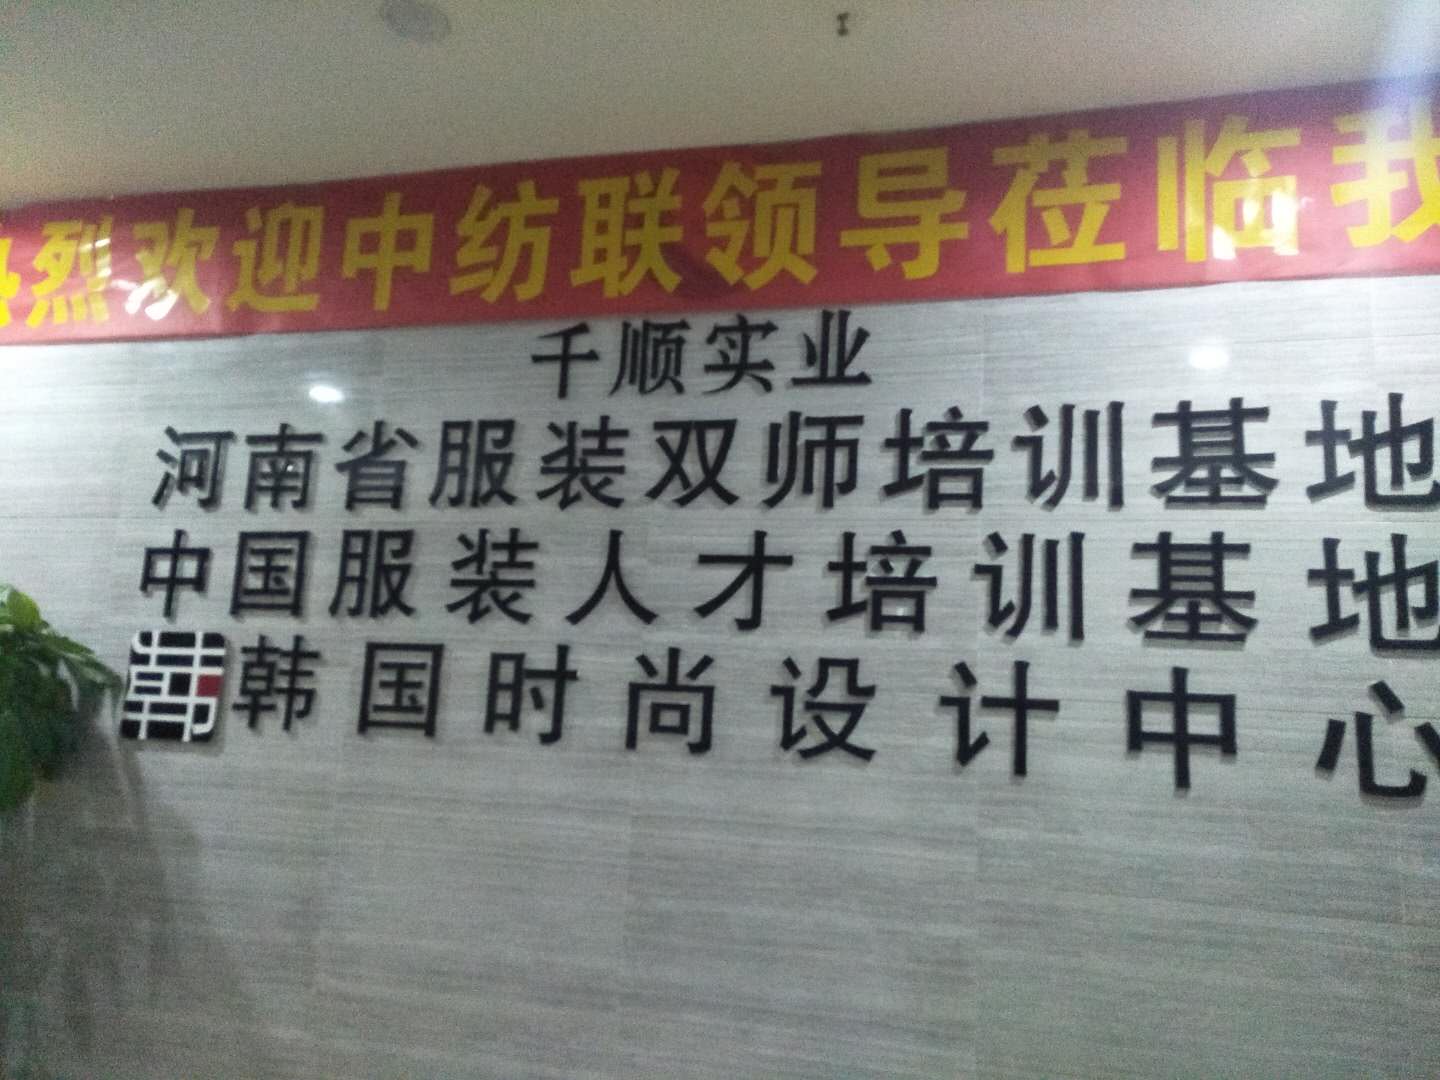 热烈欢迎中纺联领导莅临我
千顺实业
河南省服装双师培训基地
中国服装人才培训基地
韩国时尚设计中心